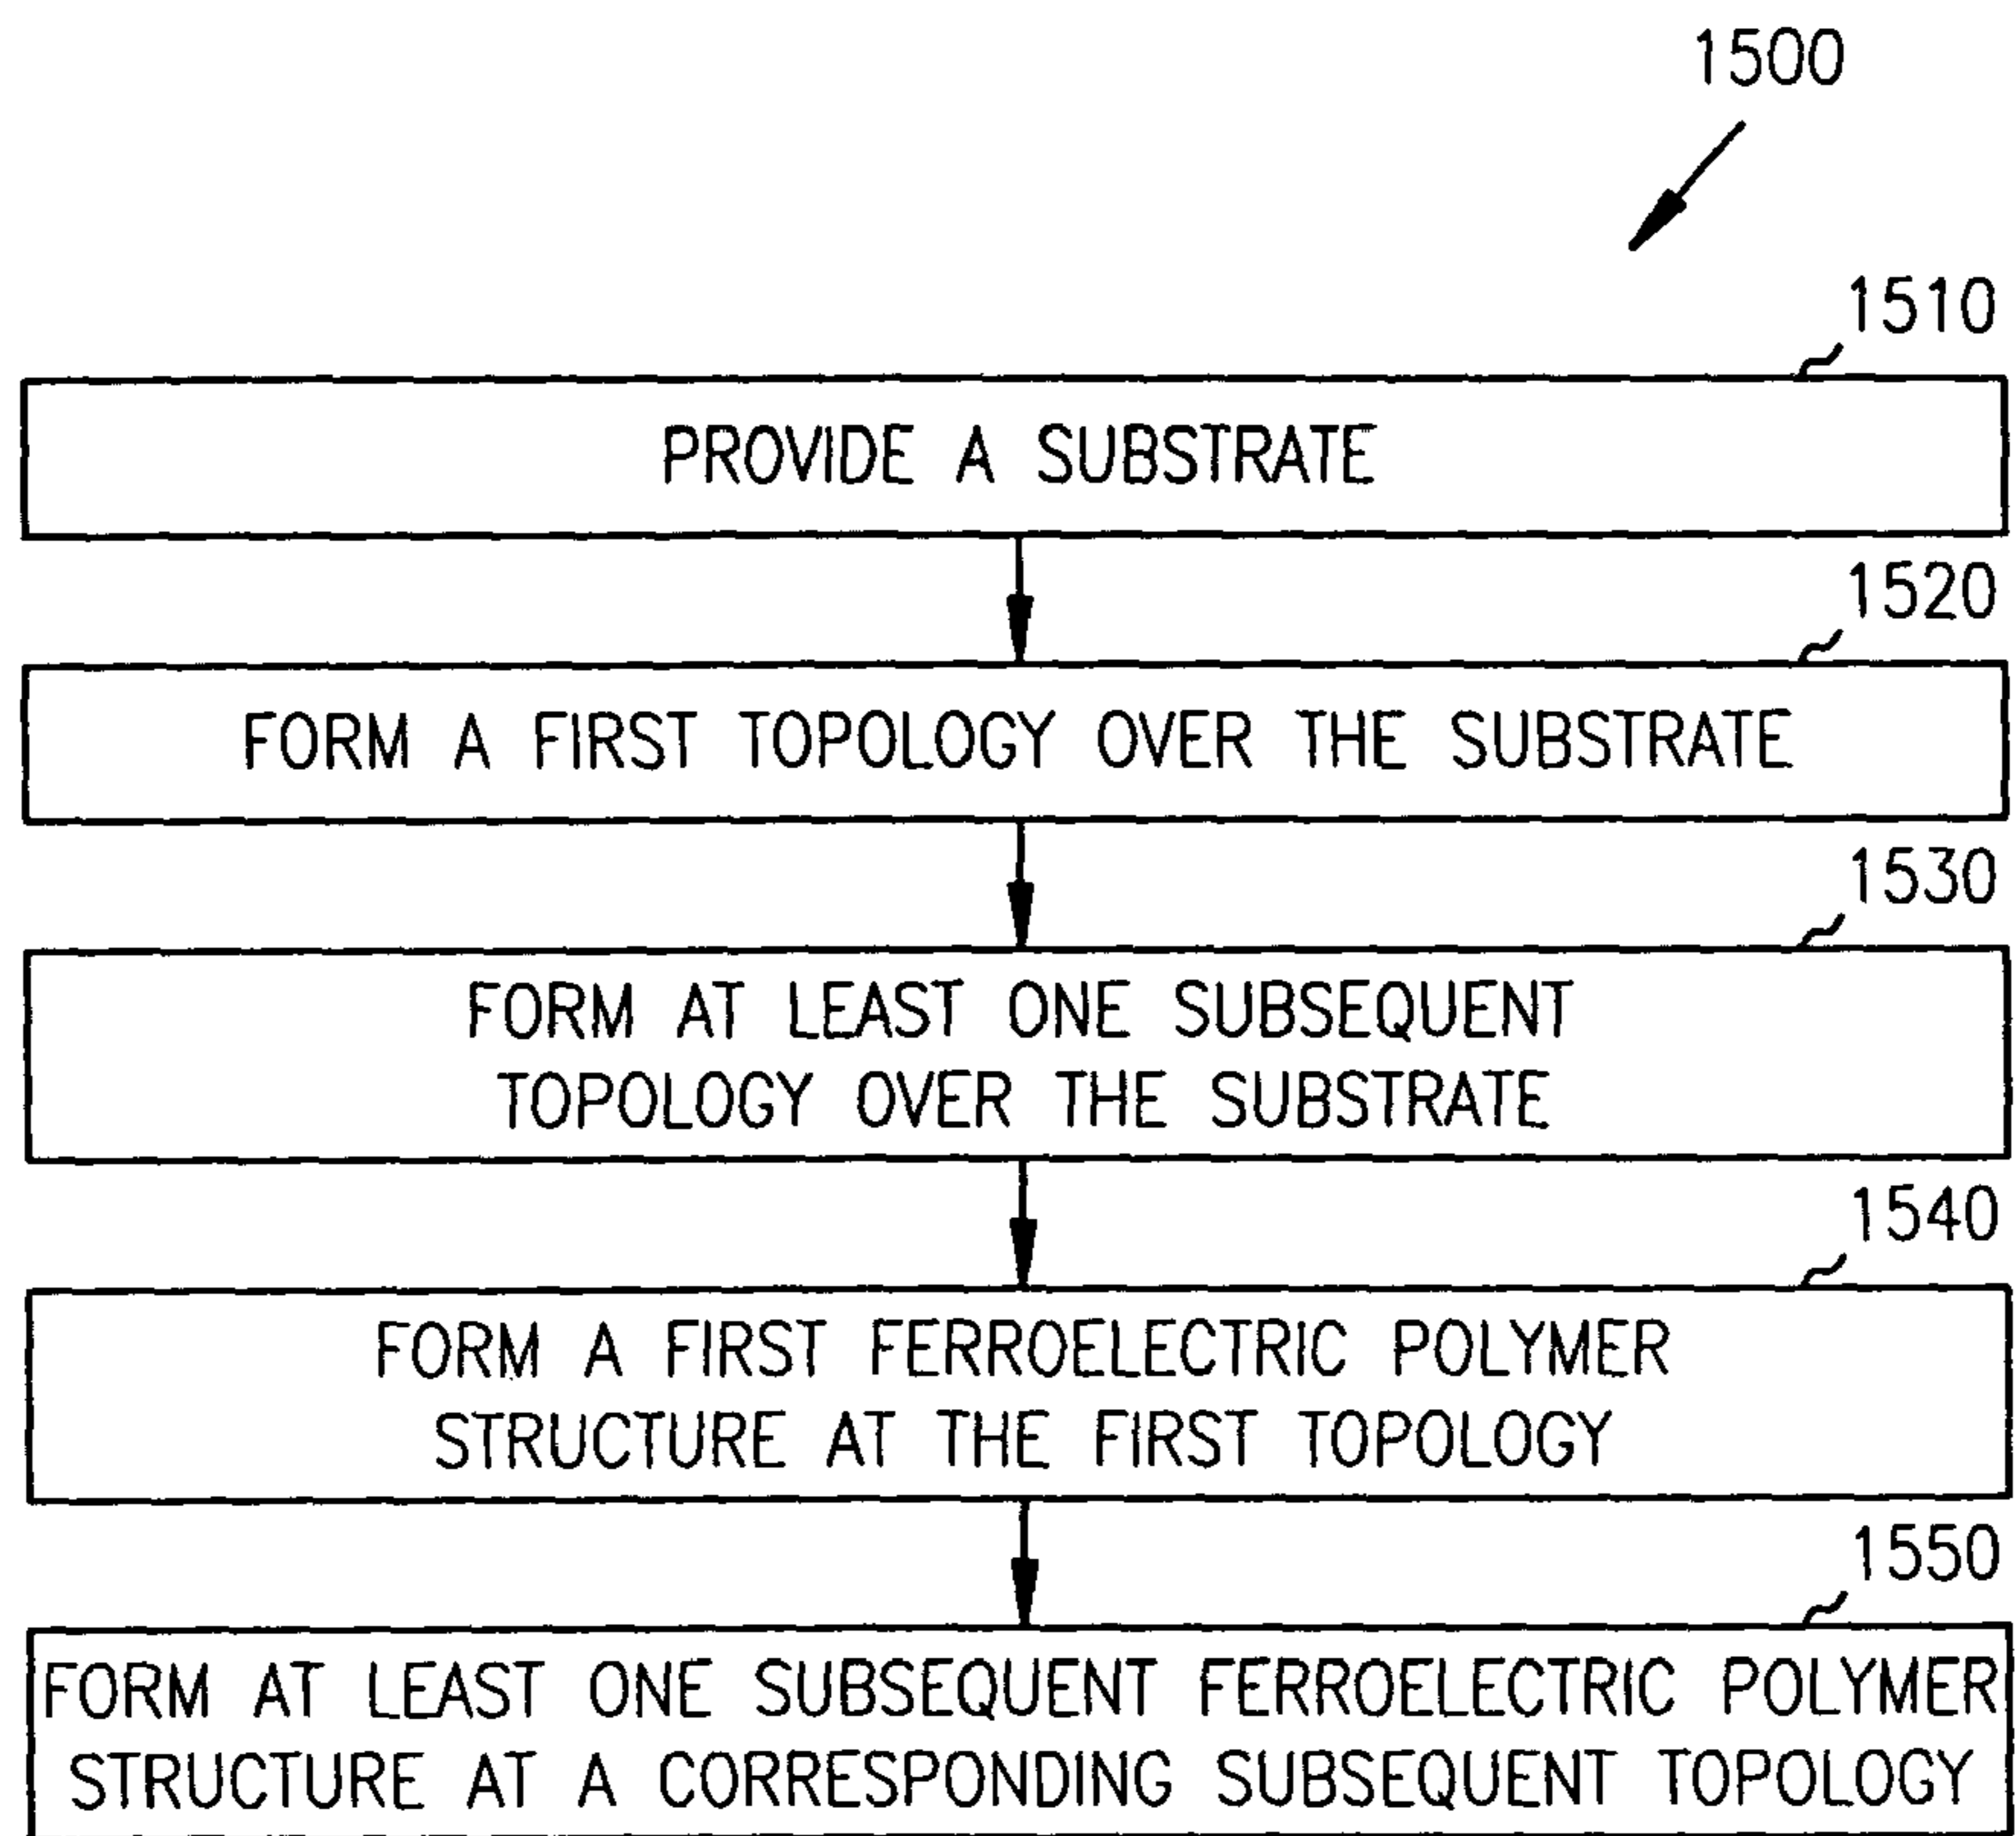 1500
1510
PROVIDE A SUBSTRATE
1520
FORM A FIRST TOPOLOGY OVER THE SUBSTRATE
1530
FORM AT LEAST ONE SUBSEQUENT
TOPOLOGY OVER THE SUBSTRATE
1540
FORM A FIRST FERROELECTRIC POLYMER
STRUCTURE AT THE FIRST TOPOLOGY
1550
FORM AT LEAST ONE SUBSEQUENT FERROELECTRIC POLYMER
STRUCTURE AT A CORRESPONDING SUBSEQUENT TOPOLOGY